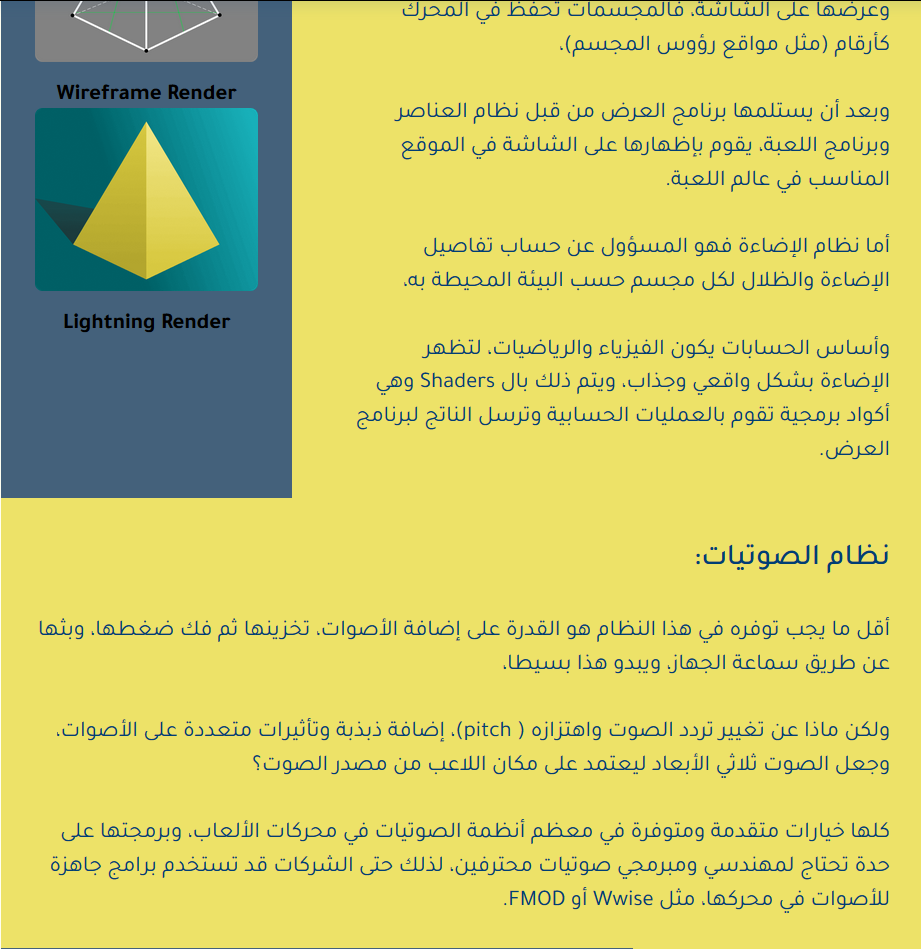 وعرضها على الشاشة، فالمجسمات تحفظ في المحرك
كأرقام (مثل مواقع رؤوس المجسم)،
وبعد أن يستلمها برنامج العرض من قبل نظام العناصر
وبرنامج اللعبة، يقوم بإظهارها على الشاشة في الموقع
المناسب في عالم اللعبة.
أما نظام الإضاءة فهو المسؤول عن حساب تفاصيل
الإضاءة والظلال لكل مجسم حسب البيئة المحيطة به،
وأساس الحسابات يكون الفيزياء والرياضيات، لتظهر
الإضاءة بشكل واقعي وجذاب، ويتم ذلك بال Shaders وهي
أكواد برمجية تقوم بالعمليات الحسابية وترسل الناتج لبرنامج
العرض.
Wireframe Render
Lightning Render
نظام الصوتيات:
أقل ما يجب توفره في هذا النظام هو القدرة على إضافة الأصوات، تخزينها ثم فك ضغطها، وبثها
عن طريق سماعة الجهاز، ويبدو هذا بسيطا،
ولكن ماذا عن تغيير تردد الصوت واهتزازه ( pitch)، إضافة ذبذبة وتأثيرات متعددة على الأصوات،
وجعل الصوت ثلاثي الأبعاد ليعتمد على مكان اللاعب من مصدر الصوت؟
كلها خيارات متقدمة ومتوفرة في معظم أنظمة الصوتيات في محركات الألعاب، وبرمجتها على
حدة تحتاج لمهندسي ومبرمجي صوتيات محترفين، لذلك حتى الشركات قد تستخدم برامج جاهزة
للأصوات في محركها، مثل Wwise أو FMOD.